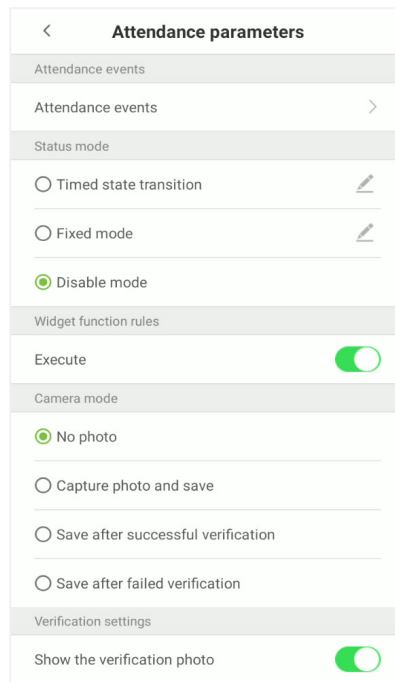 Attendance parameters
Attendance events
Attendance events
Status mode
Timed state transition
Fixed mode
Disable mode
Widget function rules
Execute
Camera mode
No photo
Capture photo and save
Save after successful verification
Save after failed verification
Verification settings
Show the verification photo